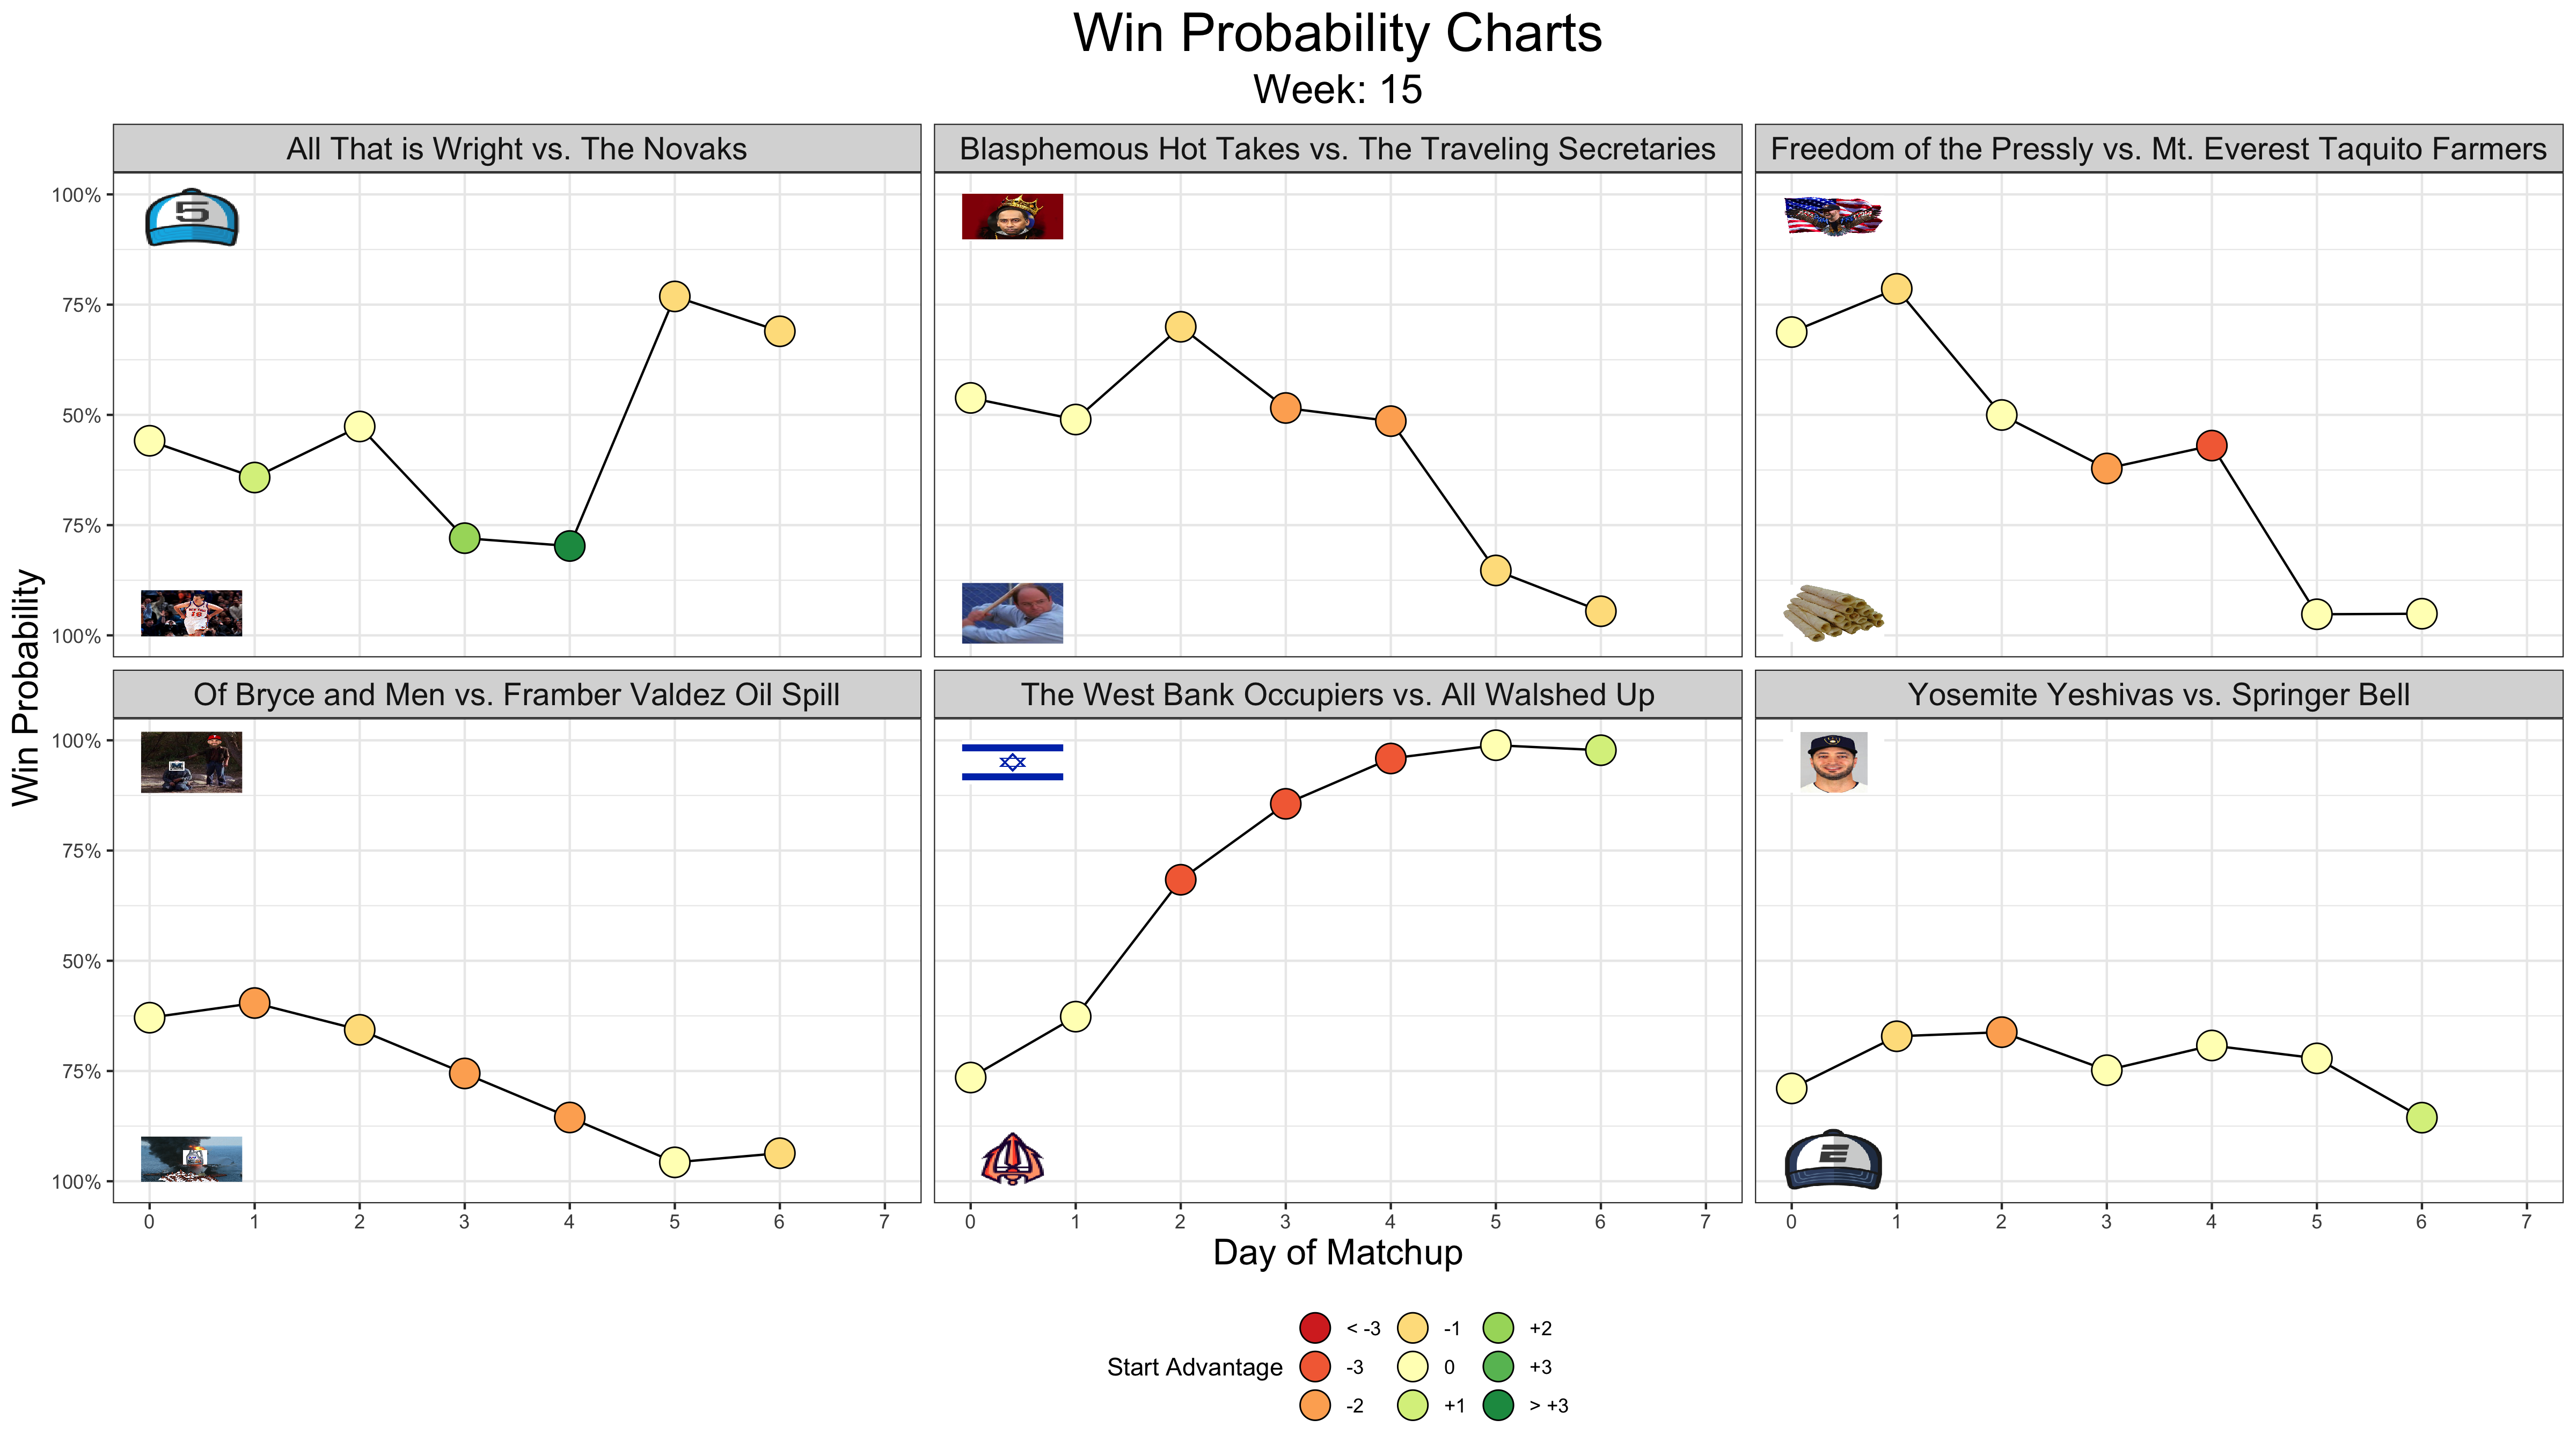 Win Probability Charts
Week: 15
All That is Wright vs. The Novaks
Blasphemous Hot Takes vs. The Traveling Secretaries
Freedom of the Pressly vs. Mt. Everest Taquito Farmers
100%
75%
50%
75%
100%
5
Win Probability
Of Bryce and Men vs. Framber Valdez Oil Spill
The West Bank Occupiers vs. All Walshed Up
Yosemite Yeshivas vs. Springer Bell
100%
75%
50%
75%
100%
E
0 1 2 3 4 5 6 7
0 1 2 3 4 5 6 7
0 1 2 3 4 5 6 7
Day of Matchup
Start Advantage
< -3 -1 +2
-3 0 +3
-2 +1 > +3